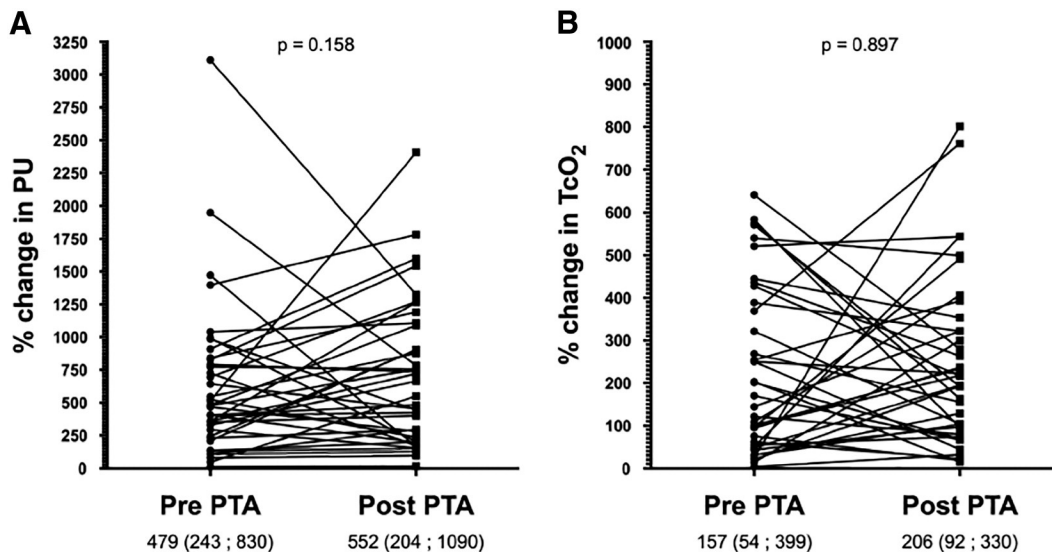 A
p = 0.158
% change in PU
3250
3000
2750
2500
2250
2000
1750
1500
1250
1000
750
500
250
0
Pre PTA
Post PTA
479 (243 ; 830)
552 (204 ; 1090)
B
p = 0.897
% change in TcO₂
1000
900
800
700
600
500
400
300
200
100
0
Pre PTA
Post PTA
157 (54 ; 399)
206 (92 ; 330)